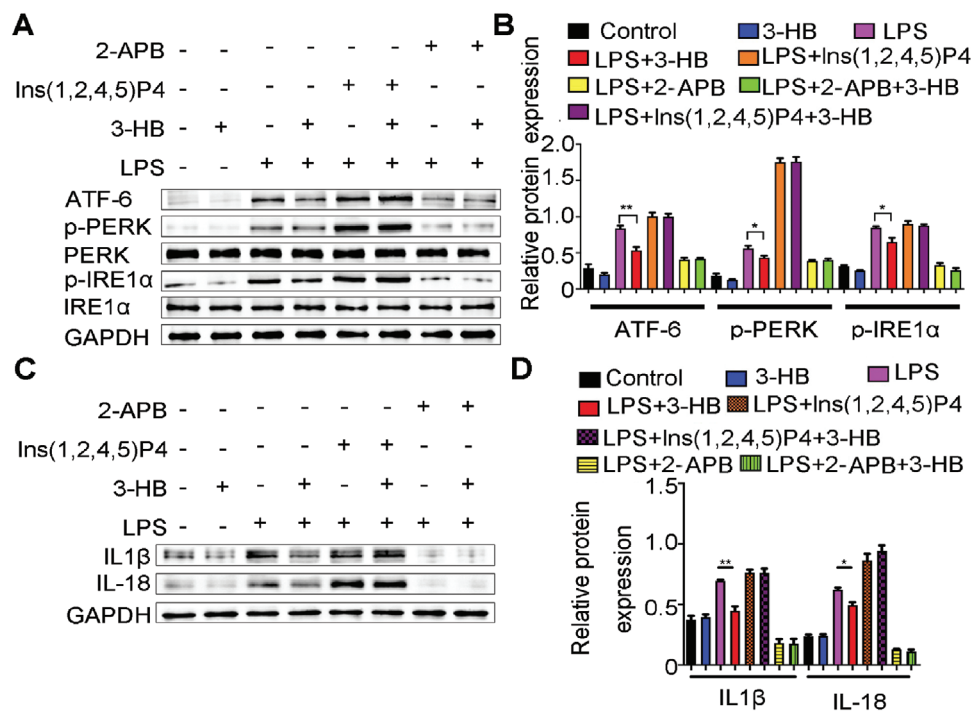 A
2-APB - - - - - - + +
Ins(1,2,4,5)P4 - - - - + + - -
3-HB - + - + - + - +
LPS - - + + + + + +
ATF-6
p-PERK
PERK
p-IRE1α
IRE1α
GAPDH
B
Control 3-HB LPS
LPS+3-HB LPS+Ins(1,2,4,5)P4
LPS+2-APB LPS+2-APB+3-HB
LPS+Ins(1,2,4,5)P4+3-HB
Relative protein expression
2.0
1.5
1.0
0.5
0
** * *
ATF-6 p-PERK p-IRE1α
C
2-APB - - - - - - + +
Ins(1,2,4,5)P4 - - - - + + - -
3-HB - + - + - + - +
LPS - - + + + + + +
IL1β
IL-18
GAPDH
D
Control 3-HB LPS
LPS+3-HB LPS+Ins(1,2,4,5)P4
LPS+Ins(1,2,4,5)P4+3-HB
LPS+2-APB LPS+2-APB+3-HB
Relative protein
expression
1.5
1.0
0.5
0.0
** *
IL1β IL-18